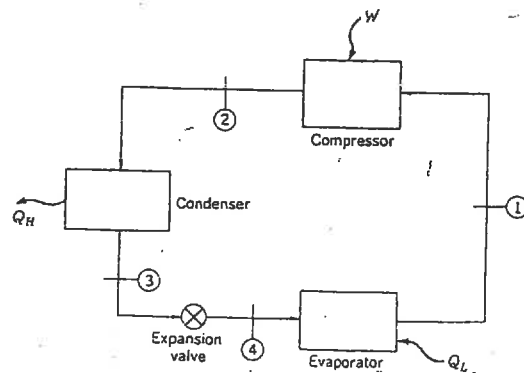 W
②
Compressor
Condenser
Q_H
①
③
Expansion
valve
④
Evaporator
Q_L